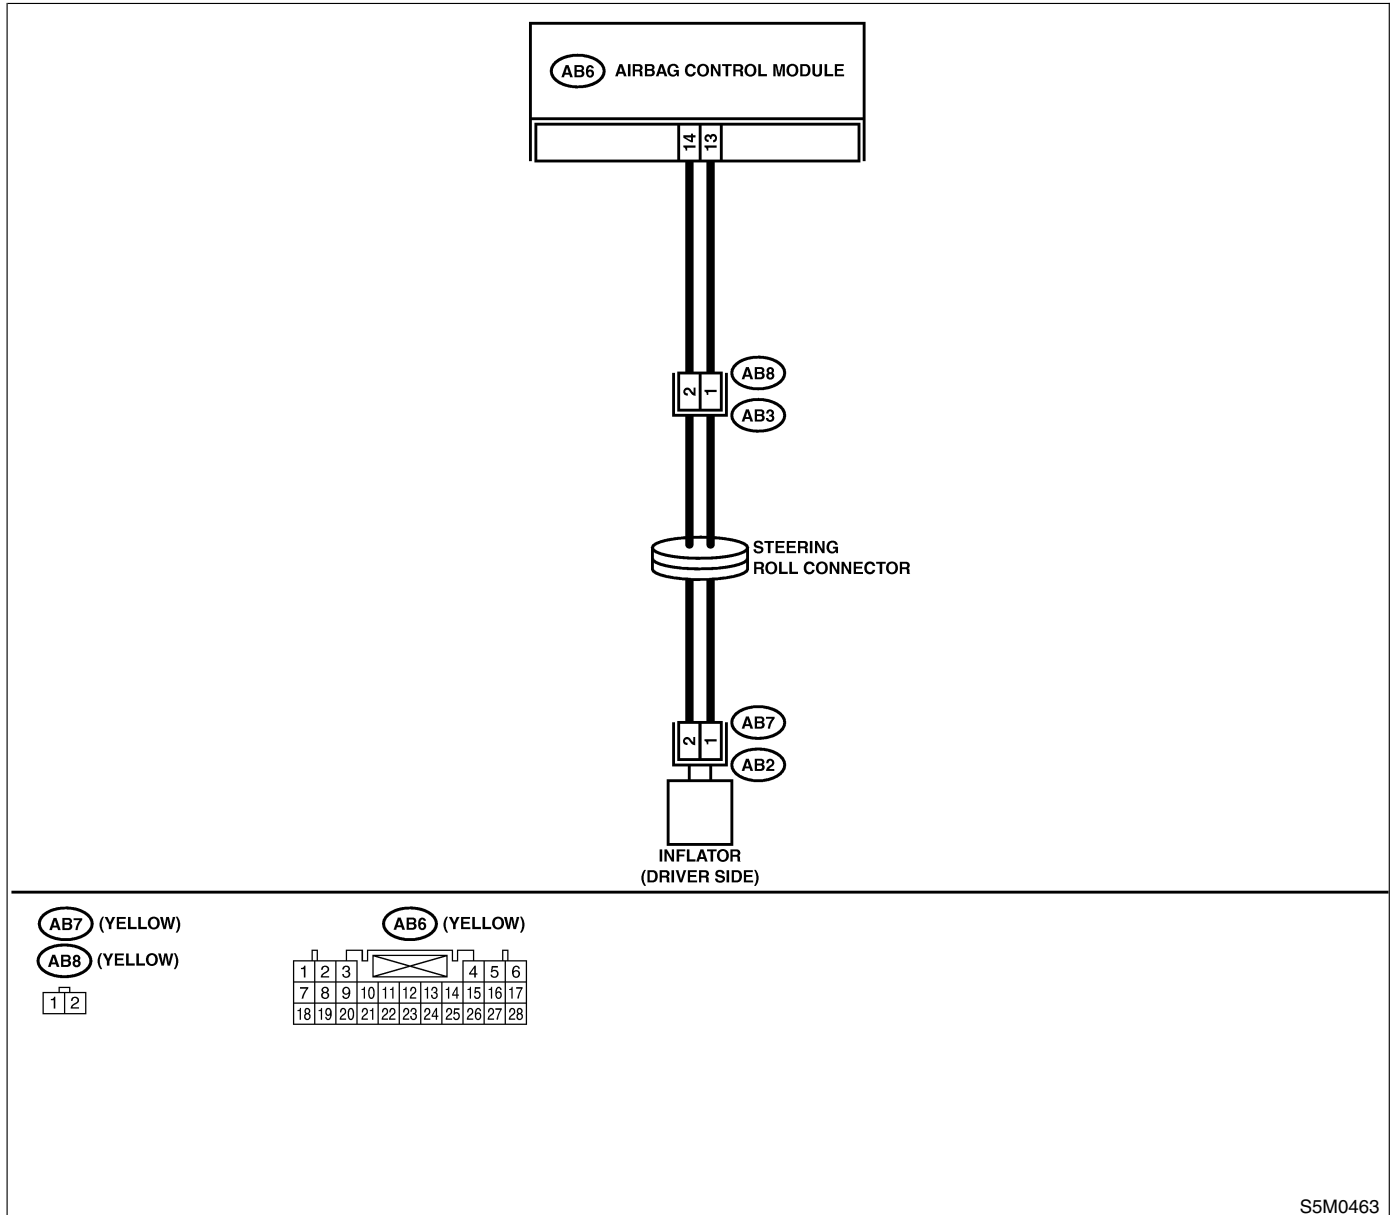 AB6 AIRBAG CONTROL MODULE
14 13
2 1 AB8
AB3
STEERING
ROLL CONNECTOR
2 1 AB7
AB2
INFLATOR
(DRIVER SIDE)
AB7 (YELLOW)
AB8 (YELLOW)
1 2
AB6 (YELLOW)
1 2 3 4 5 6
7 8 9 10 11 12 13 14 15 16 17
18 19 20 21 22 23 24 25 26 27 28
S5M0463